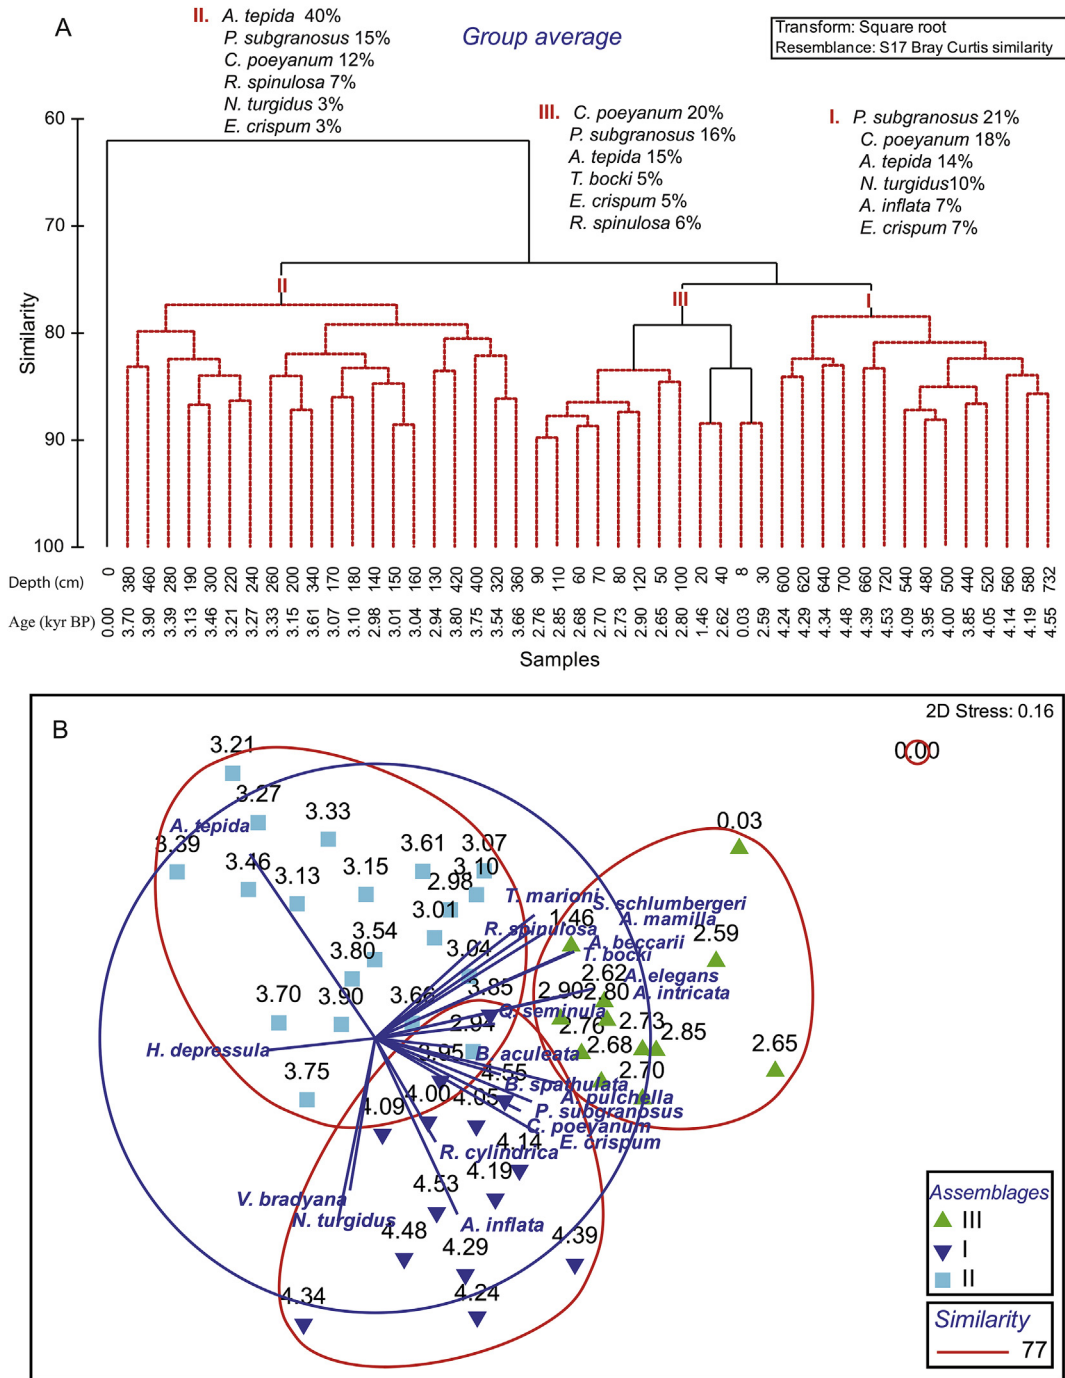 A
II. A. tepida 40%
P. subgranosus 15%
C. poeyanum 12%
R. spinulosa 7%
N. turgidus 3%
E. crispum 3%
Group average
Transform: Square root
Resemblance: S17 Bray Curtis similarity
III. C. poeyanum 20%
P. subgranosus 16%
A. tepida 15%
T. bocki 5%
E. crispum 5%
R. spinulosa 6%
I. P. subgranosus 21%
C. poeyanum 18%
A. tepida 14%
N. turgidus10%
A. inflata 7%
E. crispum 7%
Similarity
60
70
80
90
100
II
III
I
Depth (cm) 0 380 460 280 190 300 220 240 260 200 340 170 180 140 150 160 130 420 400 320 360 90 110 60 70 80 120 50 100 20 40 8 30 600 620 640 700 660 720 540 480 500 440 520 560 580 732
Age (kyr BP) 0.00 3.70 3.90 3.39 3.13 3.46 3.21 3.27 3.33 3.15 3.61 3.07 3.10 2.98 3.01 3.04 2.94 3.80 3.75 3.54 3.66 2.76 2.85 2.68 2.70 2.73 2.90 2.65 2.80 1.46 2.62 0.03 2.59 4.24 4.29 4.34 4.48 4.39 4.53 4.09 3.95 4.00 3.85 4.05 4.14 4.19 4.55
Samples
B
2D Stress: 0.16
3.21
0.00
3.27
3.33
0.03
A. tepida
3.39
3.61
3.07
3.46
3.13
3.15
2.98
3.10
T. marioni
S. schlumbergeri
3.01
1.46
A. mamilla
3.54
R. spinulosa
2.59
3.80
3.04
A. beccarii
T. bocki
2.62
A. elegans
3.70
3.90
3.66
3.85
2.90
2.80
A. intricata
Q. seminula
2.94
2.76
2.73
2.85
H. depressula
3.95
B. aculeata
2.68
2.65
3.75
4.55
B. spathulata
2.70
4.09
4.00
4.05
A. pulchella
P. subgranosus
C. poeyanum
4.14
E. crispum
R. cylindrica
4.53
4.19
V. bradyana
N. turgidus
A. inflata
4.48
4.29
4.39
4.34
4.24
Assemblages
III
I
II
Similarity
77